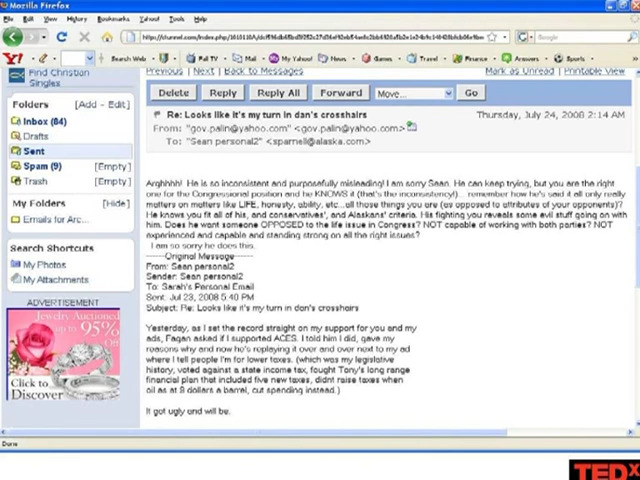 Mozilla Firefox
File Edit View History Bookmarks Yahoo! Tools Help
Google
Y! Search Web Mail My Yahoo! News Games Travel Finance Answers Sports
Find Christian
Singles
Previous | Next | Back to Messages
Mark as Unread | Printable View
Delete Reply Reply All Forward Move... Go
Folders [Add - Edit]
Inbox (84)
Drafts
Sent
Spam (9) [Empty]
Trash [Empty]
My Folders [Hide]
Emails for Arc...
Search Shortcuts
My Photos
My Attachments
ADVERTISEMENT
Jewelry Auctioned
up to 95%
Off
Click to
Discover
Re: Looks like it's my turn in dan's crosshairs
Thursday, July 24, 2008 2:14 AM
From: "gov.palin@yahoo.com" <gov.palin@yahoo.com>
To: "Sean personal2" <sparnell@alaska.com>
Arghhhh! He is so inconsistent and purposefully misleading! I am sorry Sean. He can keep trying, but you are the right
one for the Congressional position and he KNOWS it (that's the inconsistency!)... remember how he's said it all only really
matters on matters like LIFE, honesty, ability, etc...all those things you are (as opposed to attributes of your opponents)?
He knows you fit all of his, and conservatives', and Alaskans' criteria. His fighting you reveals some evil stuff going on with
him. Does he want someone OPPOSED to the life issue in Congress? NOT capable of working with both parties? NOT
experienced and capable and standing strong on all the right issues?
I am so sorry he does this.
------Original Message------
From: Sean personal2
Sender: Sean personal2
To: Sarah's Personal Email
Sent: Jul 23, 2008 5:40 PM
Subject: Re: Looks like it's my turn in dan's crosshairs
Yesterday, as I set the record straight on my support for you and my
ads, Fagan asked if I supported ACES. I told him I did, gave my
reasons why and now he's replaying it over and over next to my ad
where I tell people I'm for lower taxes. (which was my legislative
history, voted against a state income tax, fought Tony's long range
financial plan that included five new taxes, didnt raise taxes when
oil as at 9 dollars a barrel, cut spending instead.)
It got ugly and will be.
Done
TEDx